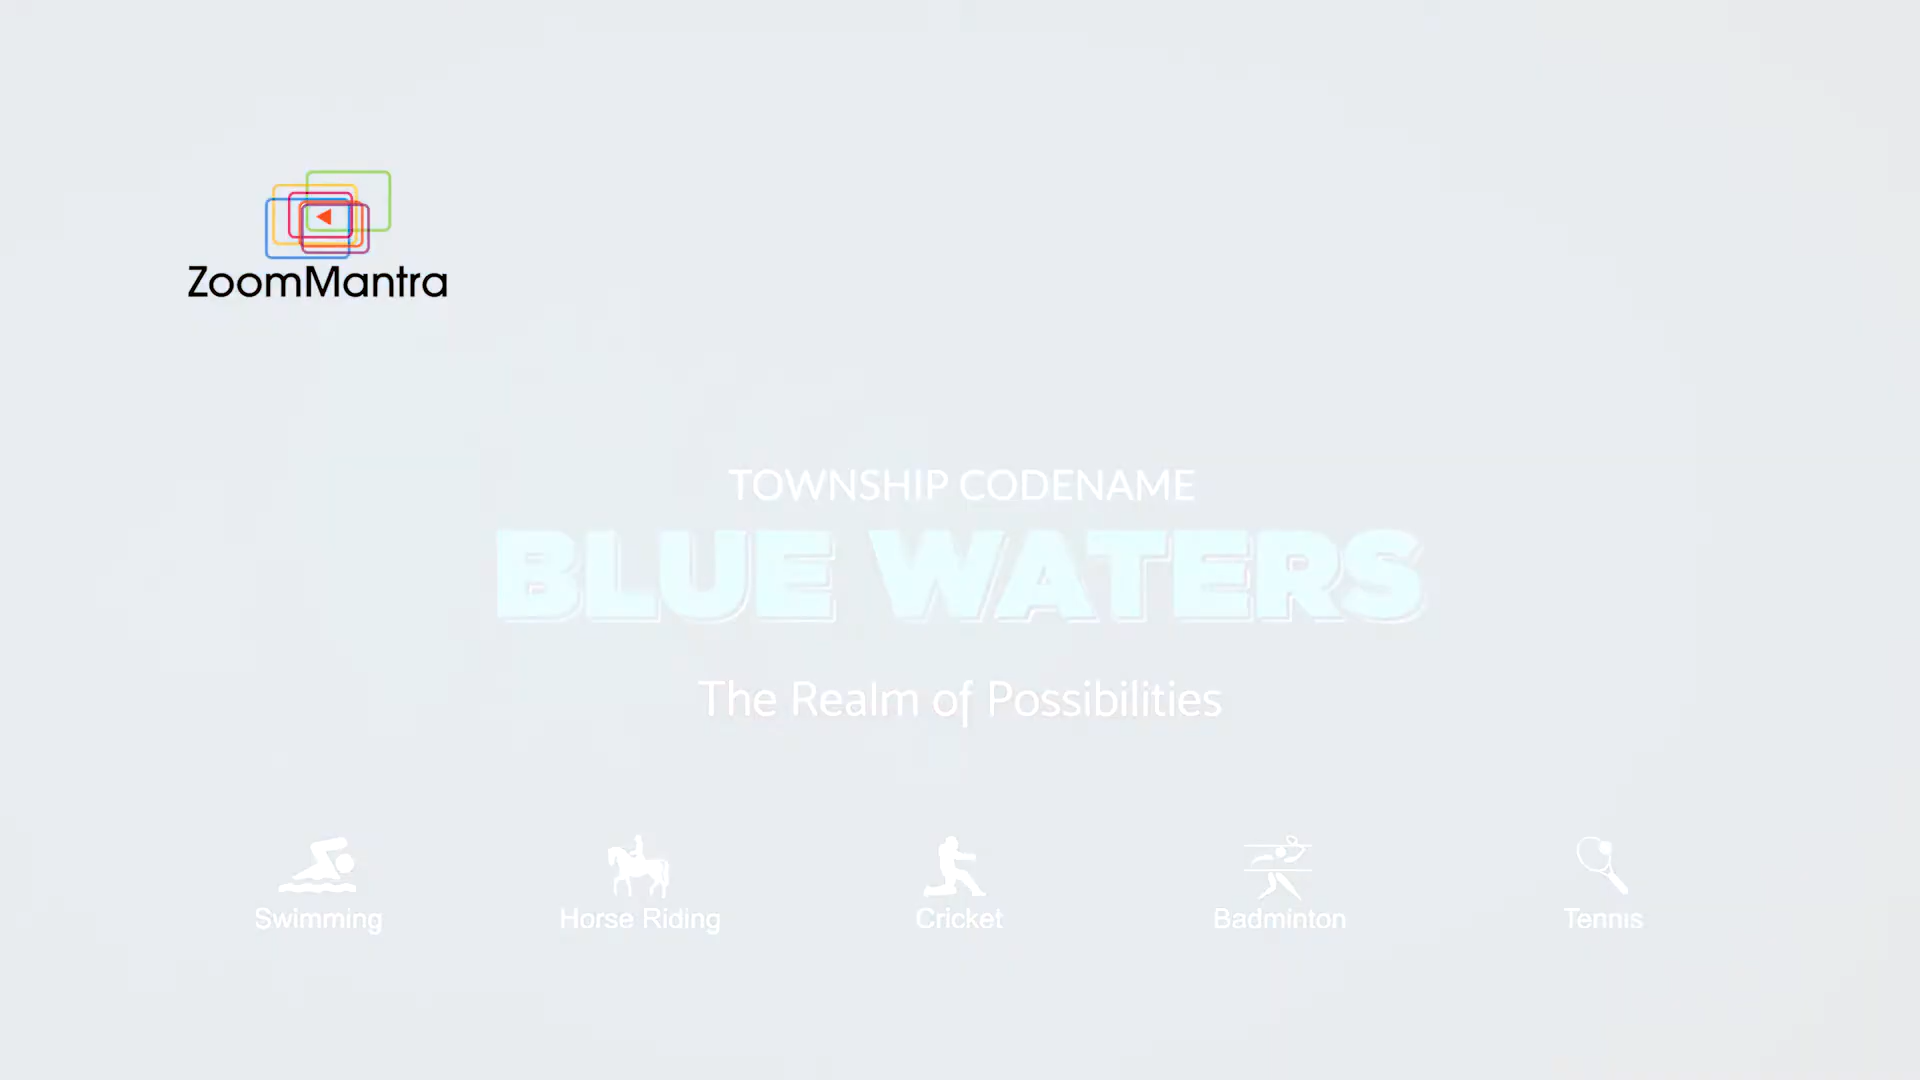 ZoomMantra
TOWNSHIP CODENAME
BLUE WATERS
The Realm of Possibilities
Swimming
Horse Riding
Cricket
Badminton
Tennis